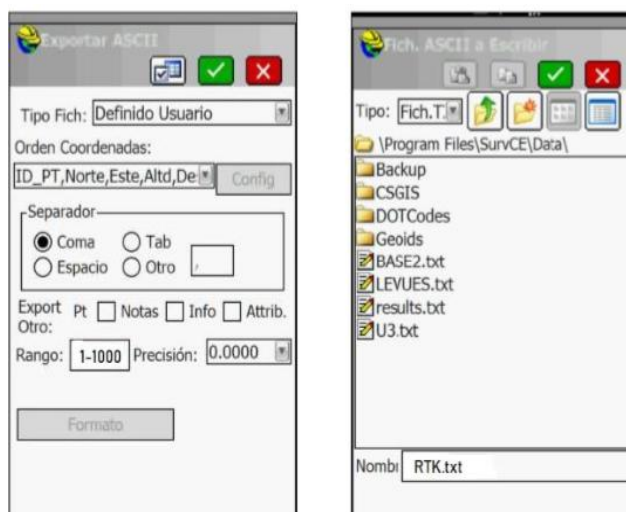 Exportar ASCII
Tipo Fich: Definido Usuario
Orden Coordenadas:
ID_PT,Norte,Este,Altd,De
Config
Separador
Coma Tab
Espacio Otro ,
Export Otro: Pt Notas Info Attrib.
Rango: 1-1000 Precisión: 0.0000
Formato
Fich. ASCII a Escribir
Tipo: Fich.T
\Program Files\SurvCE\Data\
Backup
CSGIS
DOTCodes
Geoids
BASE2.txt
LEVUES.txt
results.txt
U3.txt
Nombr RTK.txt